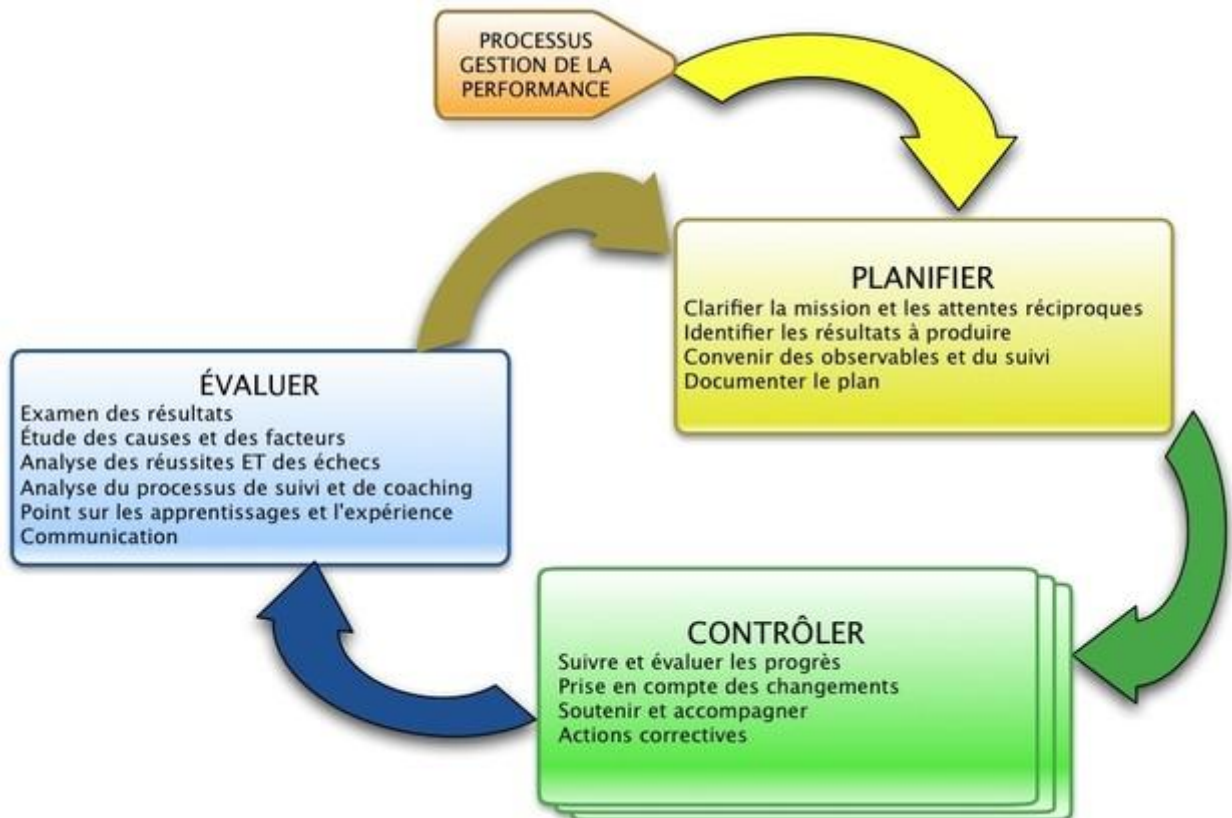 PROCESSUS
GESTION DE LA
PERFORMANCE
PLANIFIER
Clarifier la mission et les attentes réciproques
Identifier les résultats à produire
Convenir des observables et du suivi
Documenter le plan
ÉVALUER
Examen des résultats
Étude des causes et des facteurs
Analyse des réussites ET des échecs
Analyse du processus de suivi et de coaching
Point sur les apprentissages et l'expérience
Communication
CONTRÔLER
Suivre et évaluer les progrès
Prise en compte des changements
Soutenir et accompagner
Actions correctives